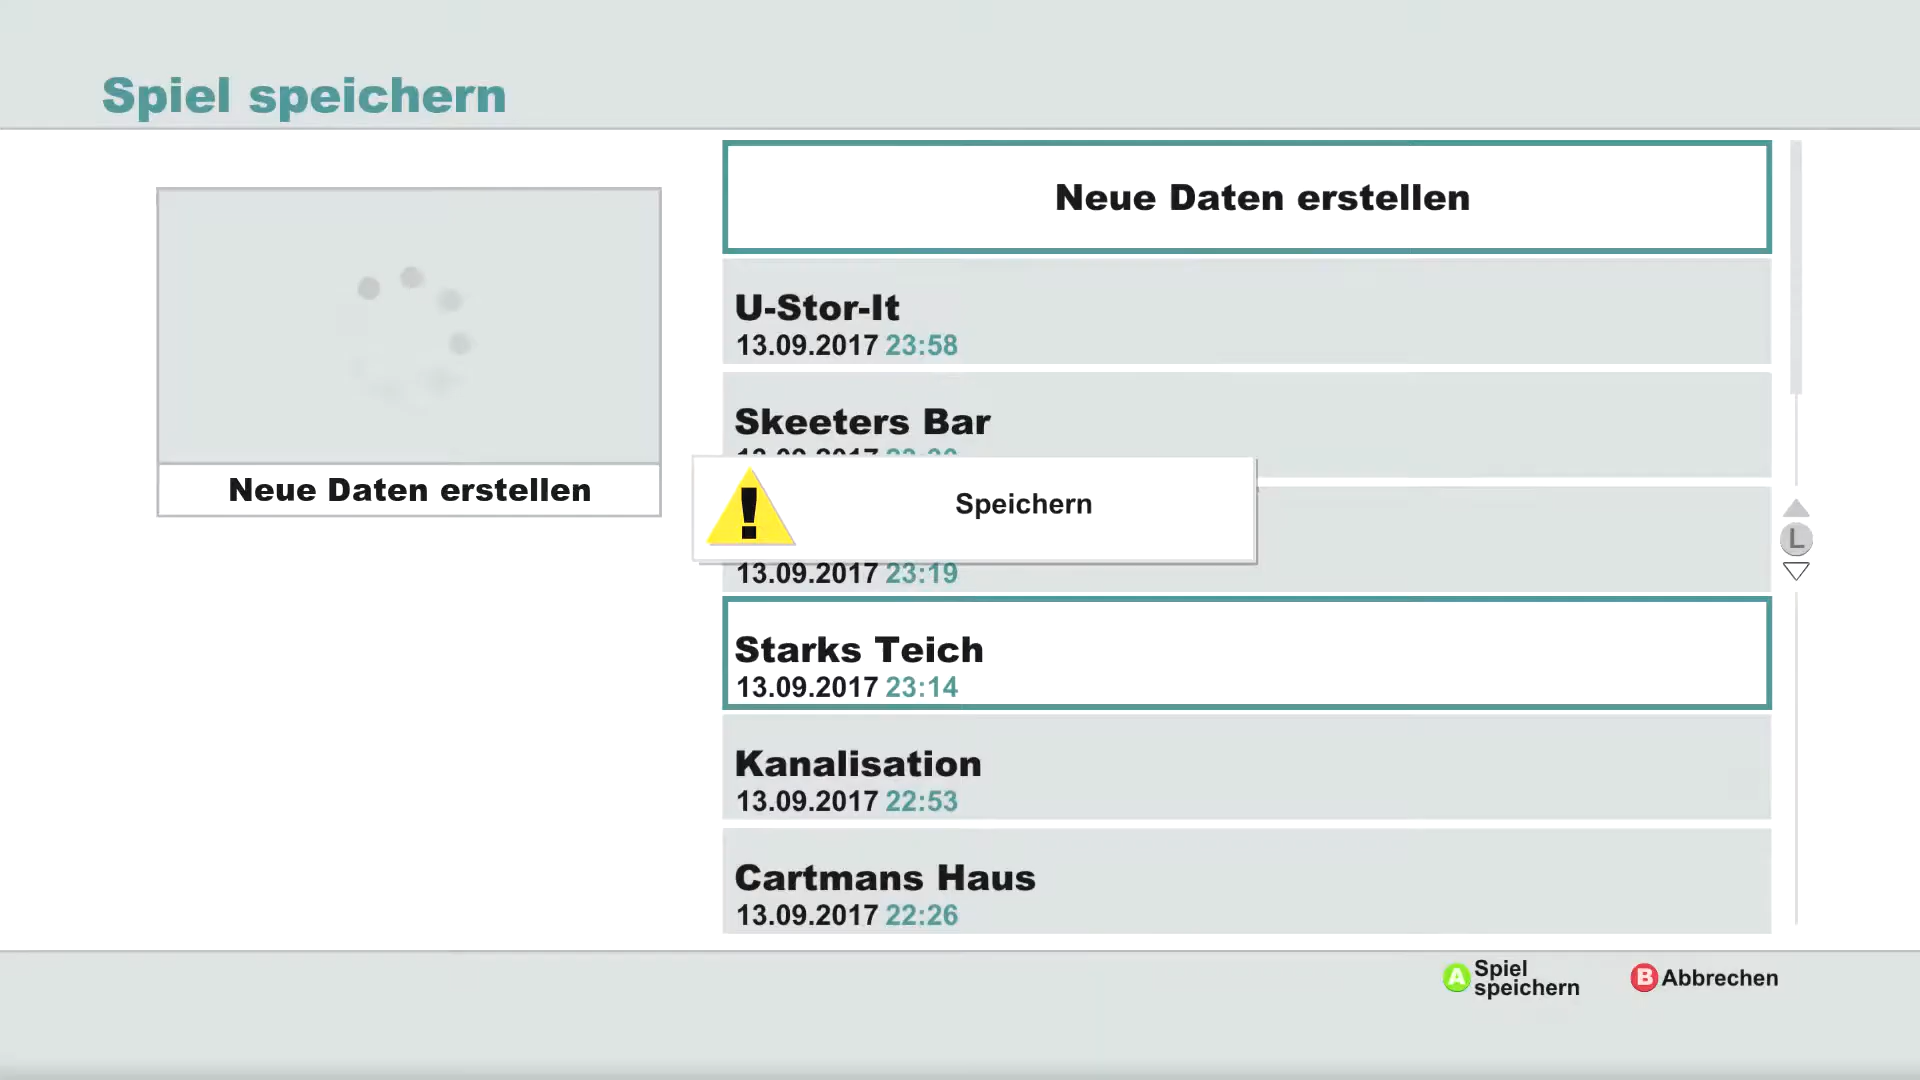 Spiel speichern
Neue Daten erstellen
Neue Daten erstellen
U-Stor-It
13.09.2017 23:58
Skeeters Bar
!
Speichern
13.09.2017 23:19
L
Starks Teich
13.09.2017 23:14
Kanalisation
13.09.2017 22:53
Cartmans Haus
13.09.2017 22:26
A Spiel
speichern
B Abbrechen